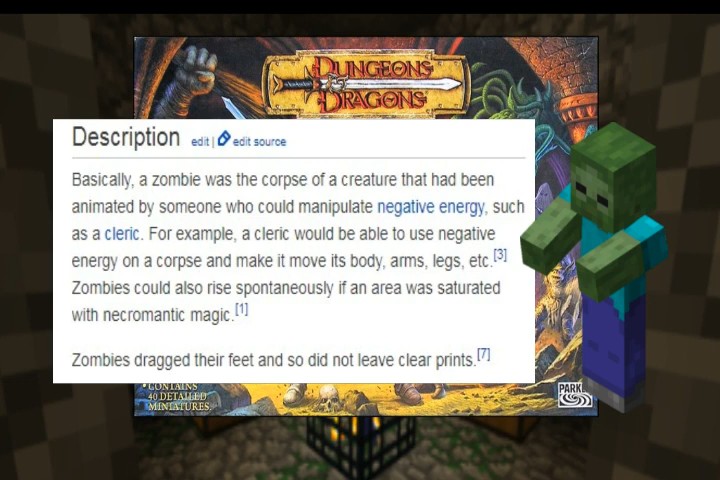 DUNGEONS
DRAGONS
Description edit | edit source
Basically, a zombie was the corpse of a creature that had been
animated by someone who could manipulate negative energy, such
as a cleric. For example, a cleric would be able to use negative
energy on a corpse and make it move its body, arms, legs, etc.[3]
Zombies could also rise spontaneously if an area was saturated
with necromantic magic.[1]
Zombies dragged their feet and so did not leave clear prints.[7]
• CONTAINS
40 DETAILED
MINIATURES
PARKER